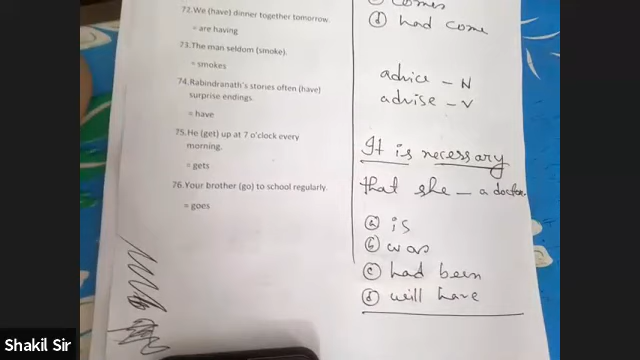 72.We (have) dinner together tomorrow.
= are having
73.The man seldom (smoke).
= smokes
74.Rabindranath's stories often (have)
surprise endings.
= have
75.He (get) up at 7 o'clock every
morning.
= gets
76.Your brother (go) to school regularly.
= goes
ⓒ comes
ⓓ had come
advice - N
advise - V
It is necessary
that she _ a doctor.
ⓐ is
ⓑ was
ⓒ had been
ⓓ will have
Shakil Sir